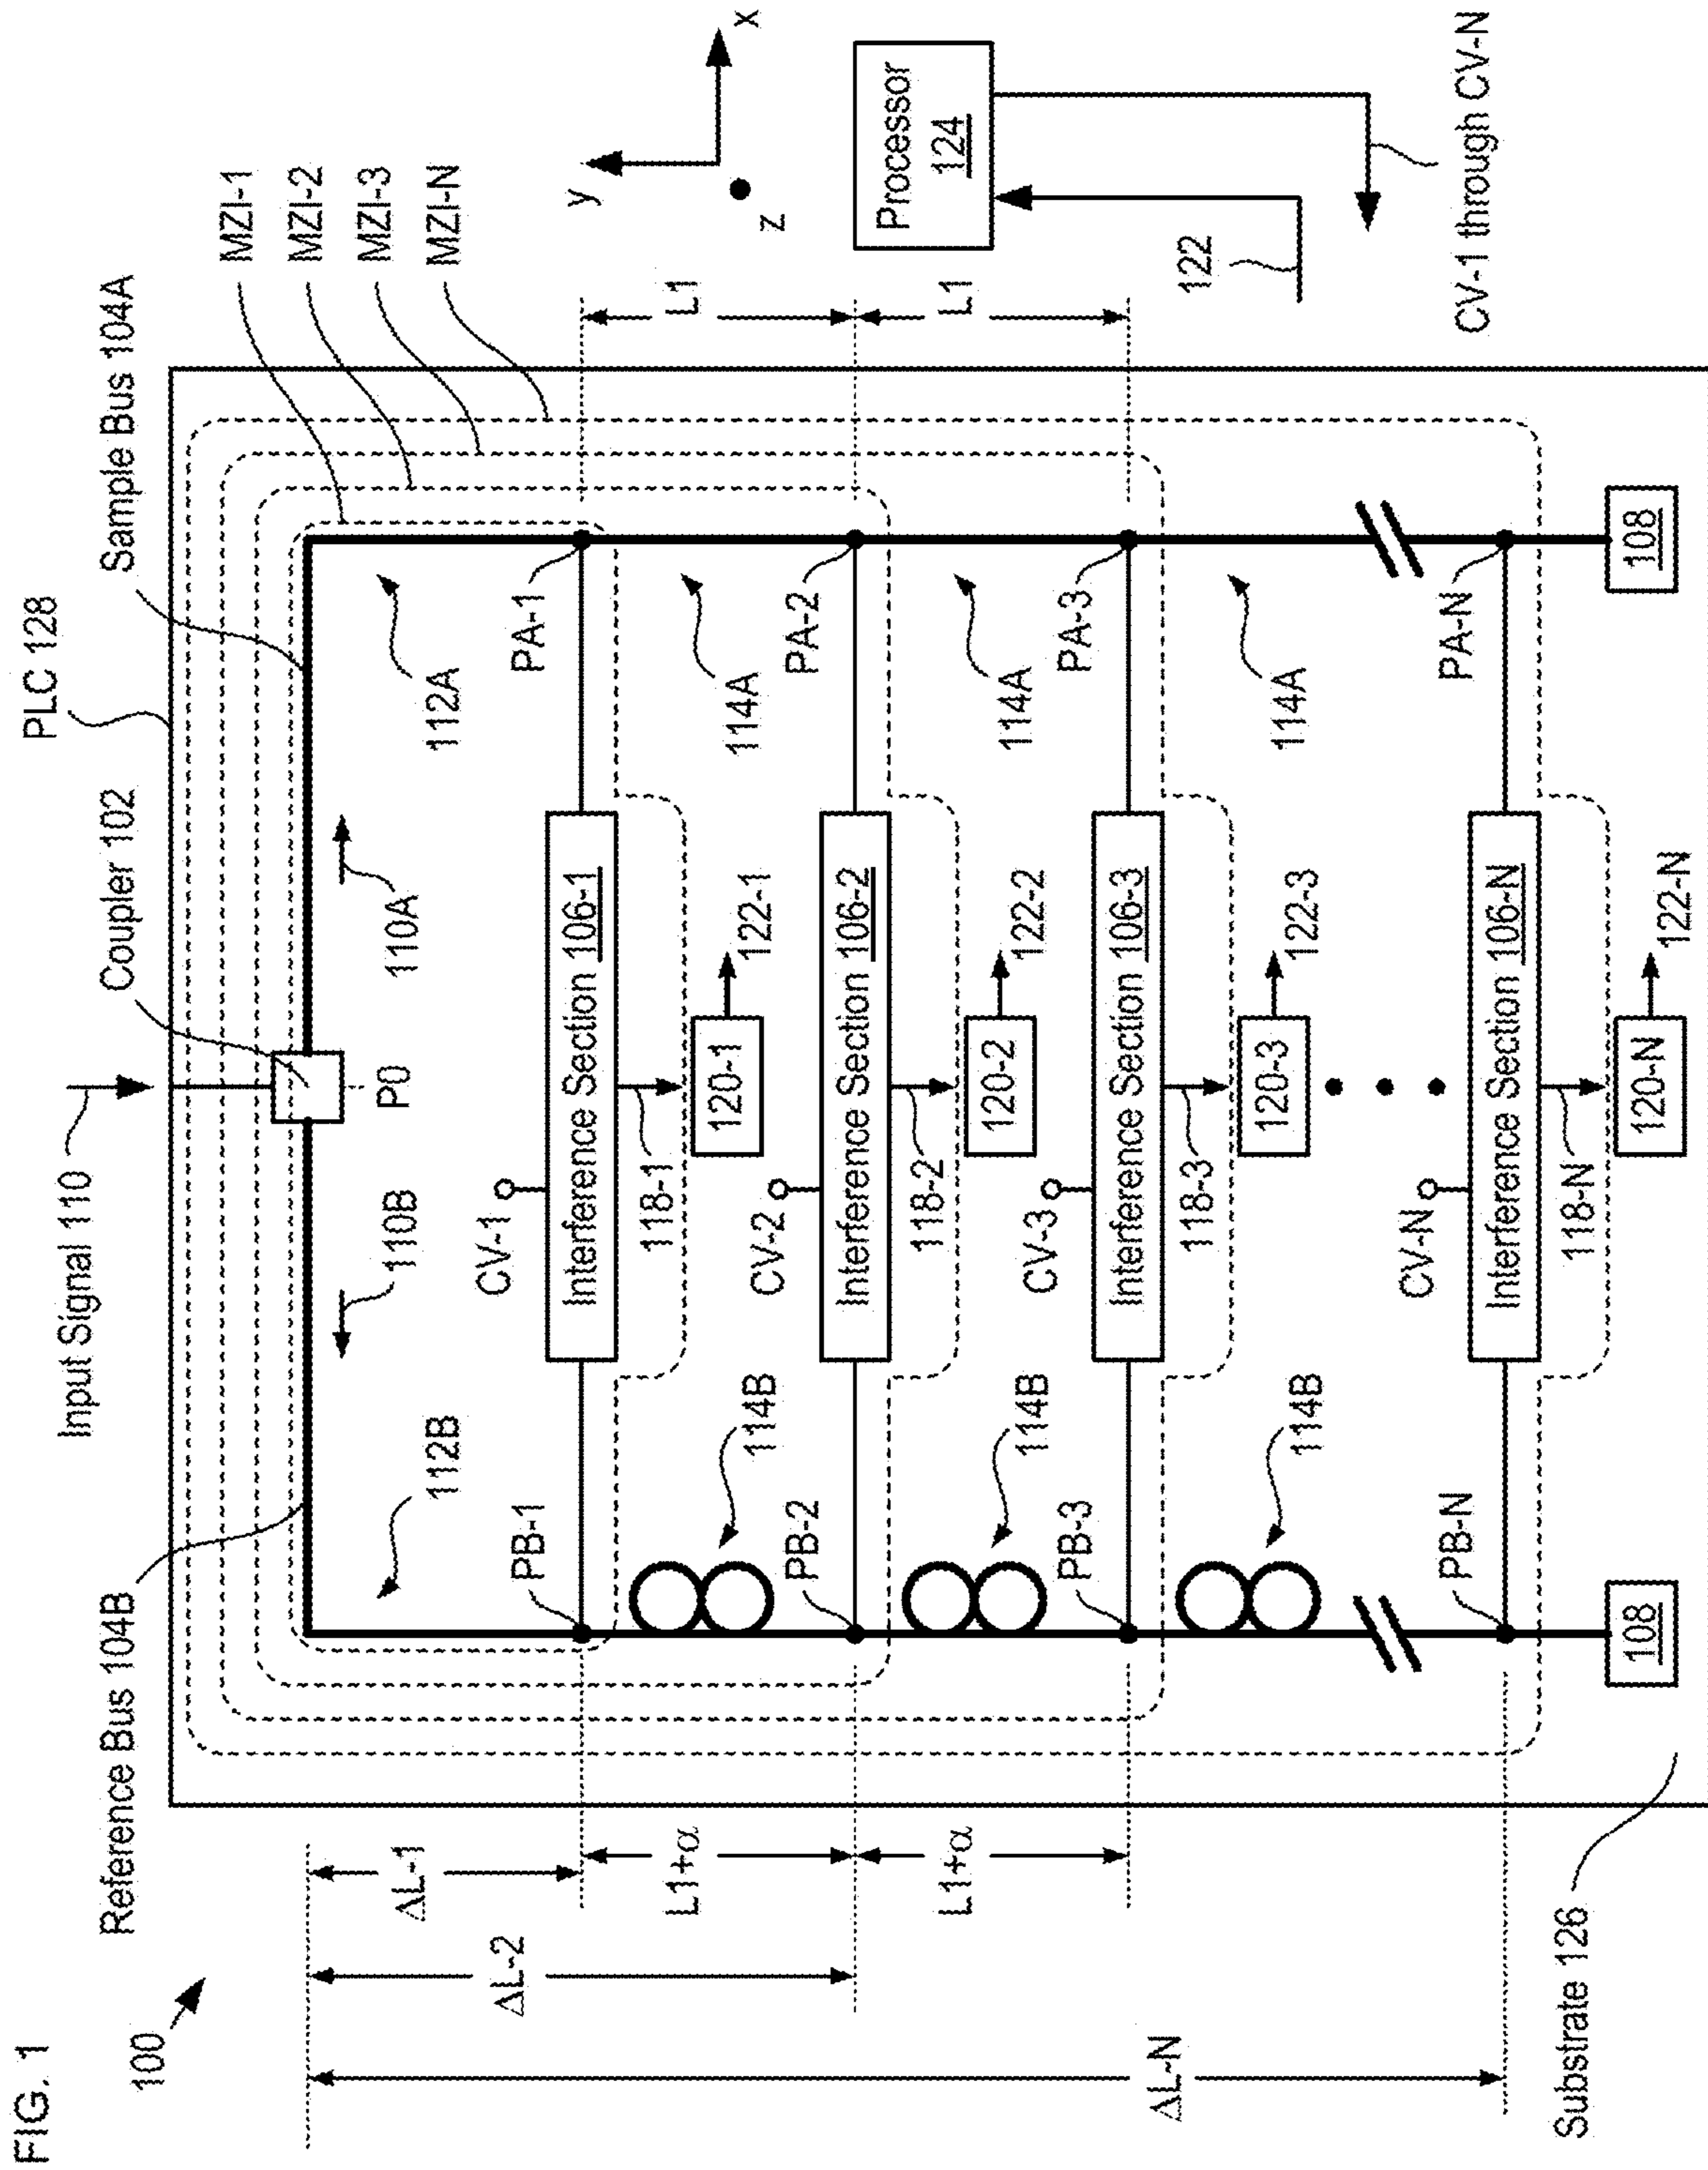 FIG. 1
100
Input Signal 110
PLC 128
Coupler 102
Reference Bus 104B
Sample Bus 104A
MZI-1
MZI-2
MZI-3
MZI-N
110B
110A
P0
112B
112A
y
x
z
ΔL-1
ΔL-2
ΔL-N
L1+α
L1+α
L1
L1
PB-1
CV-1
Interference Section 106-1
PA-1
118-1
120-1
122-1
114B
114A
PB-2
CV-2
Interference Section 106-2
PA-2
118-2
120-2
122-2
114B
114A
PB-3
CV-3
Interference Section 106-3
PA-3
118-3
120-3
122-3
114B
114A
PB-N
CV-N
Interference Section 106-N
PA-N
118-N
120-N
122-N
108
108
Substrate 126
Processor
124
122
CV-1 through CV-N